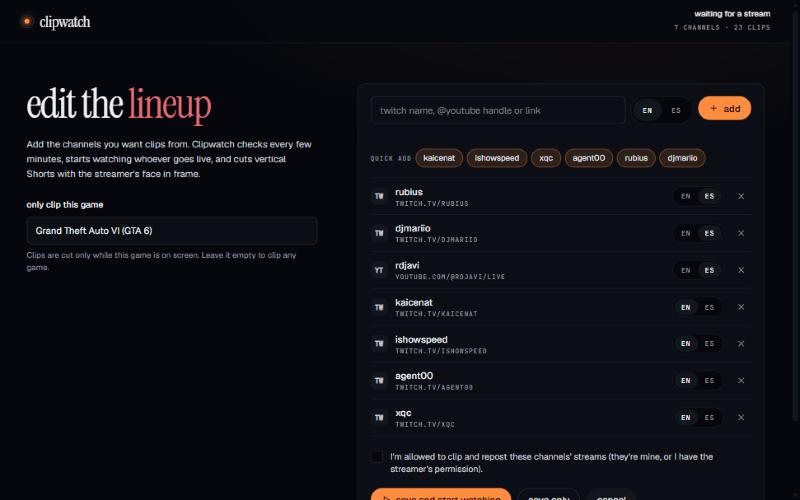 clipwatch
waiting for a stream
7 CHANNELS · 23 CLIPS
edit the lineup
Add the channels you want clips from. Clipwatch checks every few
minutes, starts watching whoever goes live, and cuts vertical
Shorts with the streamer's face in frame.
only clip this game
Grand Theft Auto VI (GTA 6)
Clips are cut only while this game is on screen. Leave it empty to clip any
game.
twitch name, @youtube handle or link
EN ES
+ add
QUICK ADD kaicenat ishowspeed xqc agent00 rubius djmariio
TW rubius EN ES ×
TWITCH.TV/RUBIUS
TW djmariio EN ES ×
TWITCH.TV/DJMARIIO
YT rdjavi EN ES ×
YOUTUBE.COM/@RDJAVI/LIVE
TW kaicenat EN ES ×
TWITCH.TV/KAICENAT
TW ishowspeed EN ES ×
TWITCH.TV/ISHOWSPEED
TW agent00 EN ES ×
TWITCH.TV/AGENT00
TW xqc EN ES ×
TWITCH.TV/XQC
I'm allowed to clip and repost these channels' streams (they're mine, or I have the
streamer's permission).
save and start watching save only cancel